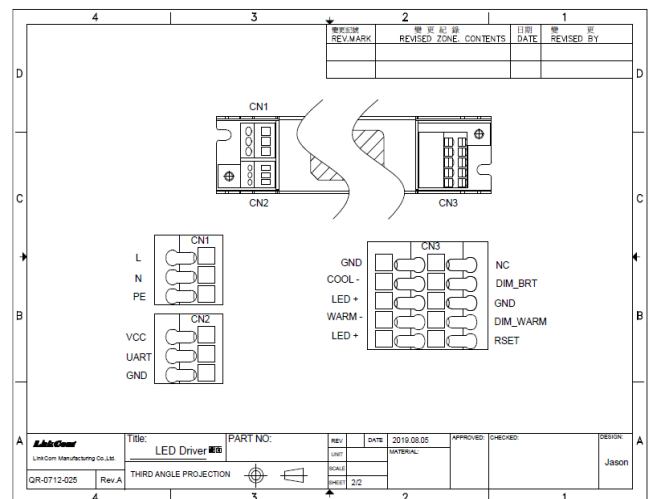 4 3 2 1
變更記號 變 更 記 錄 日期 變 更
REV.MARK REVISED ZONE. CONTENTS DATE REVISED BY
D D
CN1
C C
CN2 CN3
CN1
L
N
PE
CN2
VCC
UART
GND
CN3
GND NC
COOL - DIM_BRT
LED + GND
WARM - DIM_WARM
LED + RSET
B B
A A
LinkCom
LinkCom Manufacturing Co.,Ltd.
QR-0712-025 Rev.A
Title: LED Driver
PART NO:
THIRD ANGLE PROJECTION
REV DATE 2019.08.05
UNIT MATERIAL:
SCALE
SHEET 2/2
APPROVED: CHECKED: DESIGN:
Jason
4 3 2 1